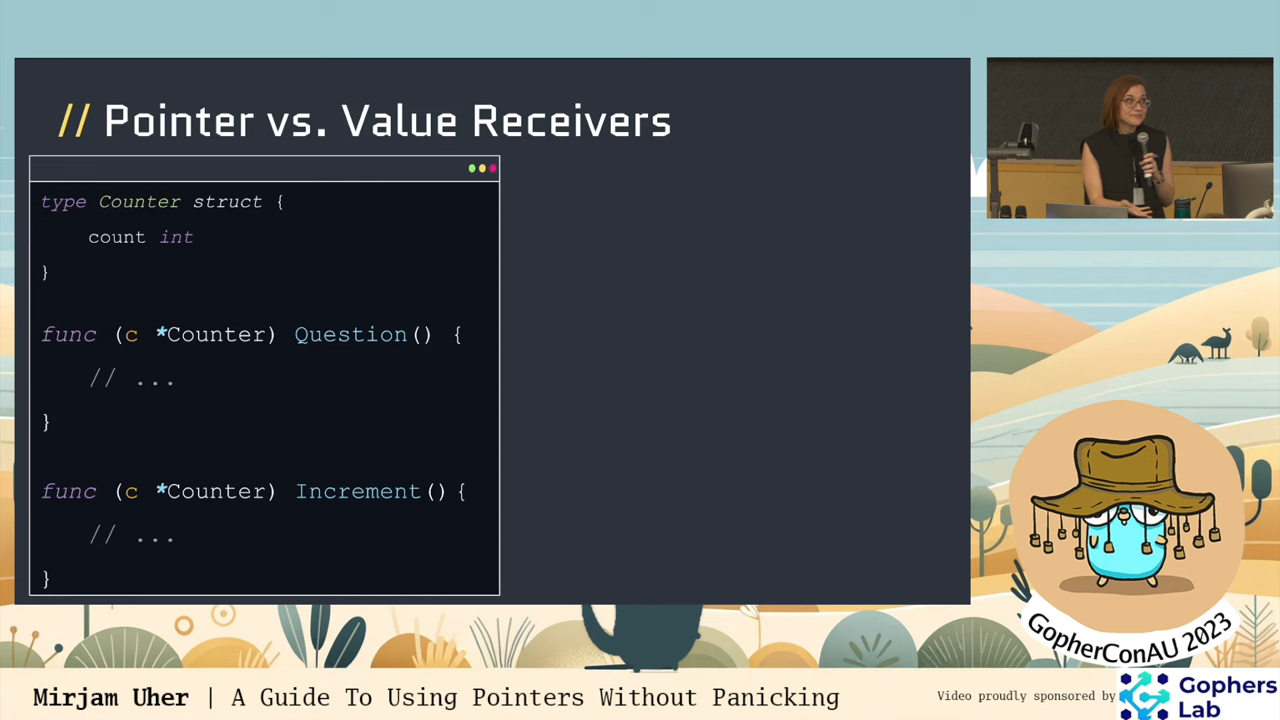 // Pointer vs. Value Receivers
type Counter struct {
count int
}
func (c *Counter) Question() {
// ...
}
func (c *Counter) Increment(){
// ...
}
GopherConAU 2023
Mirjam Uher | A Guide To Using Pointers Without Panicking
Video proudly sponsored by
Gophers
Lab